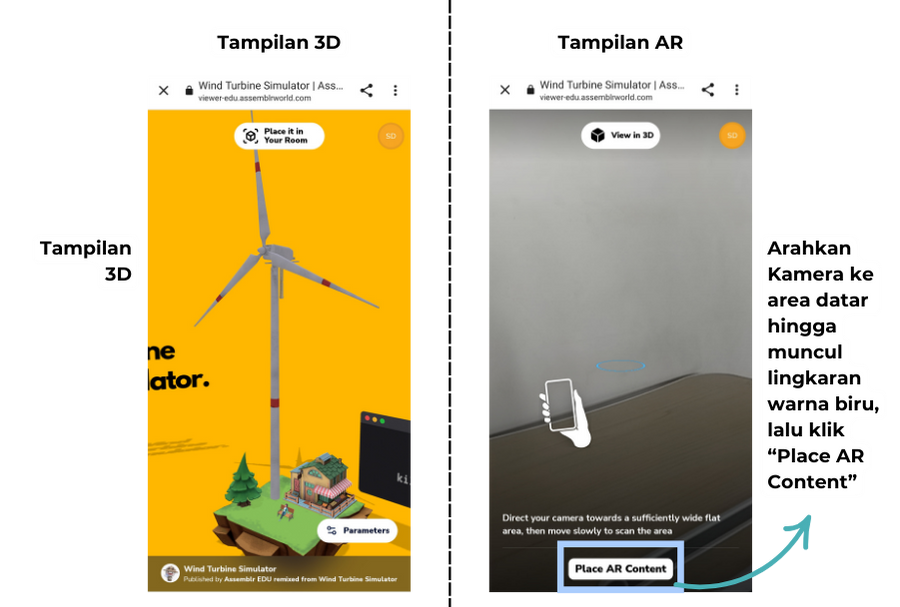 Tampilan 3D
Wind Turbine Simulator | Ass...
viewer-edu.assemblrworld.com
Place it in
Your Room
SD
Tampilan
3D
ne
lator.
ki
Parameters
Wind Turbine Simulator
Published by Assemblr EDU remixed from Wind Turbine Simulator
Tampilan AR
Wind Turbine Simulator | Ass...
viewer-edu.assemblrworld.com
View in 3D
SD
Direct your camera towards a sufficiently wide flat
area, then move slowly to scan the area
Place AR Content
Arahkan
Kamera ke
area datar
hingga
muncul
lingkaran
warna biru,
lalu klik
“Place AR
Content”